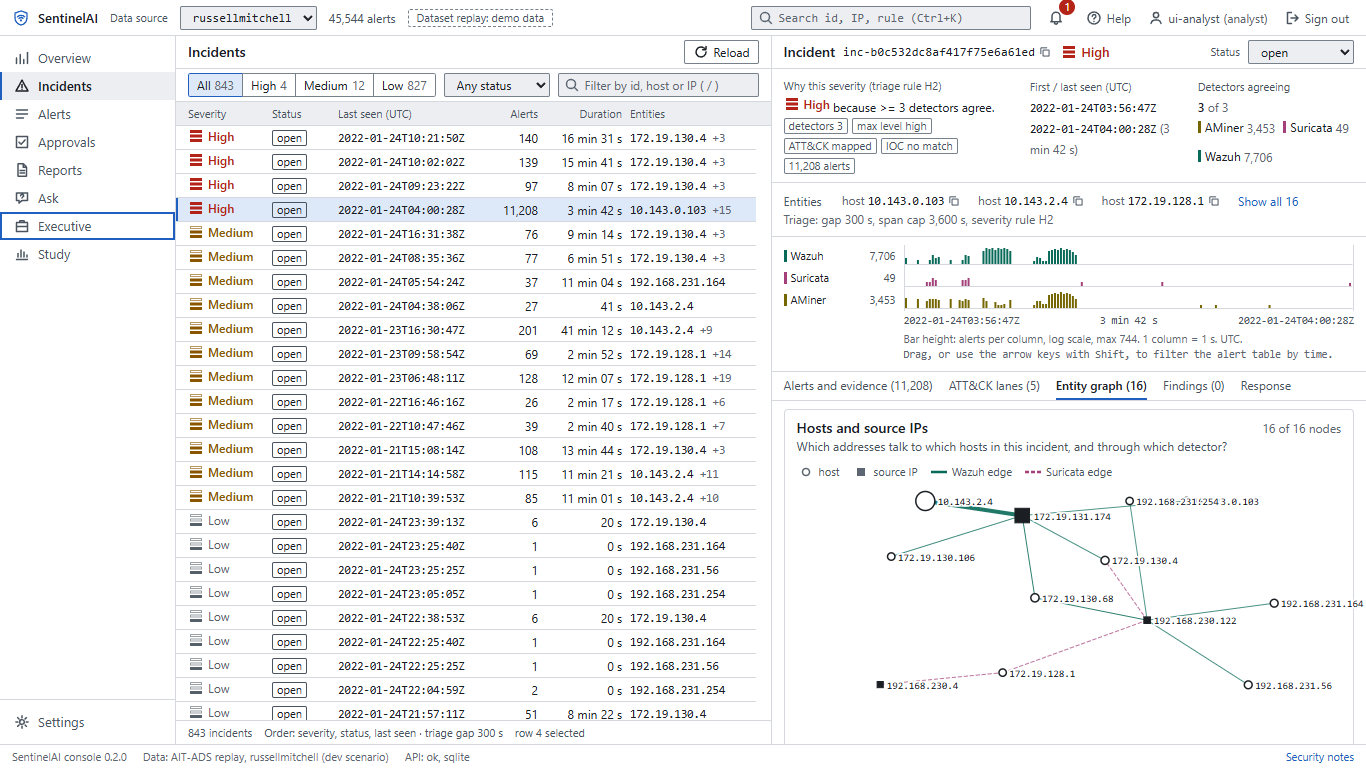 SentinelAI Data source russellmitchell 45,544 alerts Dataset replay: demo data Search id, IP, rule (Ctrl+K) 1 Help ui-analyst (analyst) Sign out
Overview
Incidents
Alerts
Approvals
Reports
Ask
Executive
Study
Settings
Incidents Reload
All 843 High 4 Medium 12 Low 827 Any status Filter by id, host or IP ( / )
Severity Status Last seen (UTC) Alerts Duration Entities
High open 2022-01-24T10:21:50Z 140 16 min 31 s 172.19.130.4 +3
High open 2022-01-24T10:02:02Z 139 15 min 41 s 172.19.130.4 +3
High open 2022-01-24T09:23:22Z 97 8 min 07 s 172.19.130.4 +3
High open 2022-01-24T04:00:28Z 11,208 3 min 42 s 10.143.0.103 +15
Medium open 2022-01-24T16:31:38Z 76 9 min 14 s 172.19.130.4 +3
Medium open 2022-01-24T08:35:36Z 77 6 min 51 s 172.19.130.4 +3
Medium open 2022-01-24T05:54:24Z 37 11 min 04 s 192.168.231.164
Medium open 2022-01-24T04:38:06Z 27 41 s 10.143.2.4
Medium open 2022-01-23T16:30:47Z 201 41 min 12 s 10.143.2.4 +9
Medium open 2022-01-23T09:58:54Z 69 2 min 52 s 172.19.128.1 +14
Medium open 2022-01-23T06:48:11Z 128 12 min 07 s 172.19.128.1 +19
Medium open 2022-01-22T16:46:16Z 26 2 min 17 s 172.19.128.1 +6
Medium open 2022-01-22T10:47:46Z 39 2 min 40 s 172.19.128.1 +7
Medium open 2022-01-21T15:08:14Z 108 13 min 44 s 172.19.130.4 +3
Medium open 2022-01-21T14:14:58Z 115 11 min 21 s 10.143.2.4 +11
Medium open 2022-01-21T10:39:53Z 85 11 min 01 s 10.143.2.4 +10
Low open 2022-01-24T23:39:13Z 6 20 s 172.19.130.4
Low open 2022-01-24T23:25:40Z 1 0 s 192.168.231.164
Low open 2022-01-24T23:25:25Z 1 0 s 192.168.231.56
Low open 2022-01-24T23:05:05Z 1 0 s 192.168.231.254
Low open 2022-01-24T22:38:53Z 6 20 s 172.19.130.4
Low open 2022-01-24T22:25:40Z 1 0 s 192.168.231.164
Low open 2022-01-24T22:25:25Z 1 0 s 192.168.231.56
Low open 2022-01-24T22:04:59Z 2 0 s 192.168.231.254
Low open 2022-01-24T21:57:11Z 51 8 min 22 s 172.19.130.4
843 incidents Order: severity, status, last seen · triage gap 300 s row 4 selected
Incident inc-b0c532dc8af417f75e6a61ed High Status open
Why this severity (triage rule H2)
High because >= 3 detectors agree.
detectors 3 max level high
ATT&CK mapped IOC no match
11,208 alerts
First / last seen (UTC)
2022-01-24T03:56:47Z
2022-01-24T04:00:28Z (3
min 42 s)
Detectors agreeing
3 of 3
AMiner 3,453 Suricata 49
Wazuh 7,706
Entities host 10.143.0.103 host 10.143.2.4 host 172.19.128.1 Show all 16
Triage: gap 300 s, span cap 3,600 s, severity rule H2
Wazuh 7,706
Suricata 49
AMiner 3,453
2022-01-24T03:56:47Z 3 min 42 s 2022-01-24T04:00:28Z
Bar height: alerts per column, log scale, max 744. 1 column = 1 s. UTC.
Drag, or use the arrow keys with Shift, to filter the alert table by time.
Alerts and evidence (11,208) ATT&CK lanes (5) Entity graph (16) Findings (0) Response
Hosts and source IPs 16 of 16 nodes
Which addresses talk to which hosts in this incident, and through which detector?
host source IP Wazuh edge Suricata edge
10.143.2.4
192.168.231.254 3.0.103
172.19.131.174
172.19.130.106
172.19.130.4
172.19.130.68
192.168.231.164
192.168.230.122
172.19.128.1
192.168.230.4
192.168.231.56
SentinelAI console 0.2.0 Data: AIT-ADS replay, russellmitchell (dev scenario) API: ok, sqlite Security notes